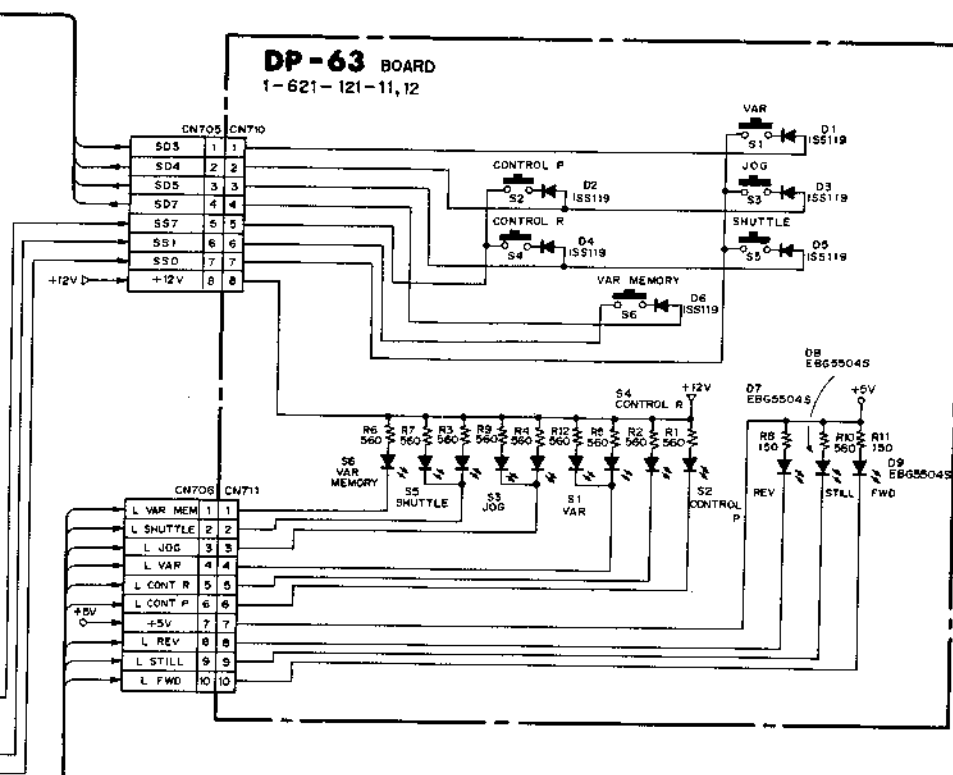 DP-63 BOARD
1-621-121-11,12
CN705 CN710
SD3 1 1
SD4 2 2
SD5 3 3
SD7 4 4
SS7 5 5
SS1 6 6
SS0 7 7
+12V +12V 8 8
VAR
S1
D1
ISS119
CONTROL P
S2
D2
ISS119
JOG
S3
D3
ISS119
CONTROL R
S4
D4
ISS119
SHUTTLE
S5
D5
ISS119
VAR MEMORY
S6
D6
ISS119
D8
EBG5504S
S4
CONTROL R
+12V
D7
EBG5504S
+5V
R6
560
R7
560
R3
560
R9
560
R4
560
R12
560
560
R2
560
R1
560
R8
150
R10
560
R11
150
D9
EBG5504S
S6
VAR
MEMORY
S5
SHUTTLE
S3
JOG
S1
VAR
S2
CONTROL
P
REV
STILL
FWD
CN706 CN711
L VAR MEM 1 1
L SHUTTLE 2 2
L JOG 3 3
L VAR 4 4
L CONT R 5 5
L CONT P 6 6
+5V +5V 7 7
L REV 8 8
L STILL 9 9
L FWD 10 10